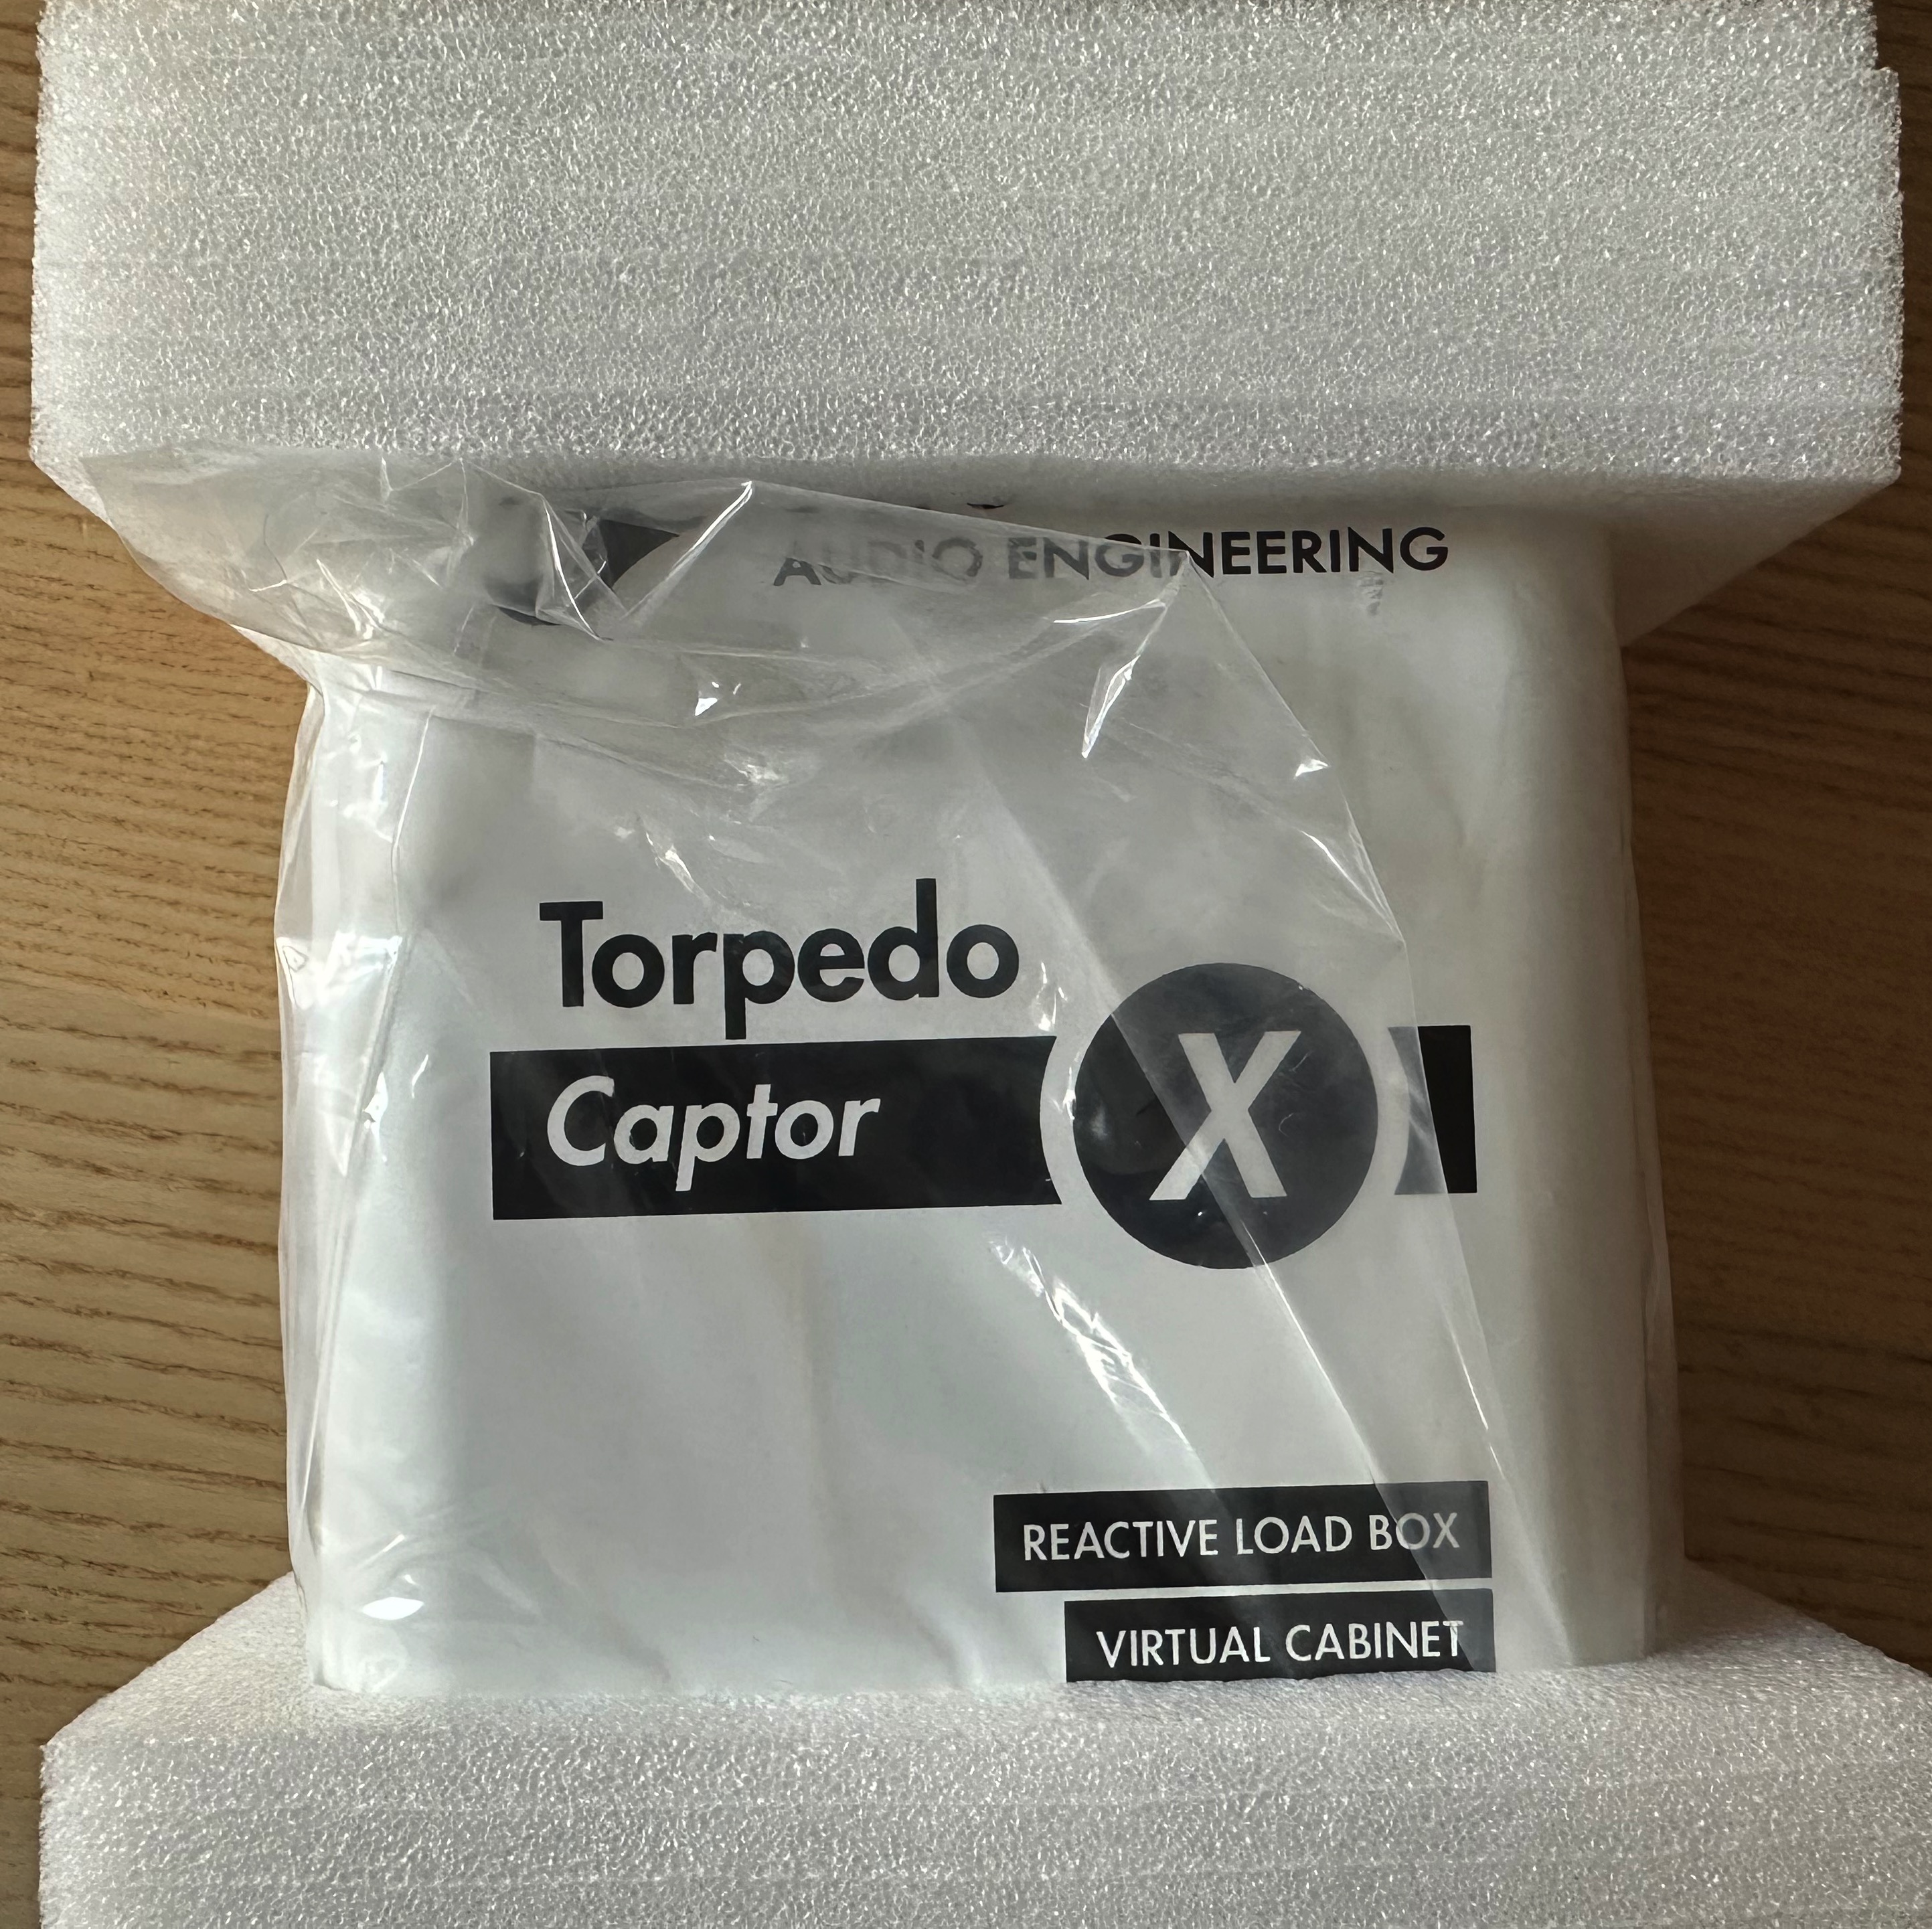 AUDIO ENGINEERING
Torpedo
Captor X
REACTIVE LOAD BOX
VIRTUAL CABINET